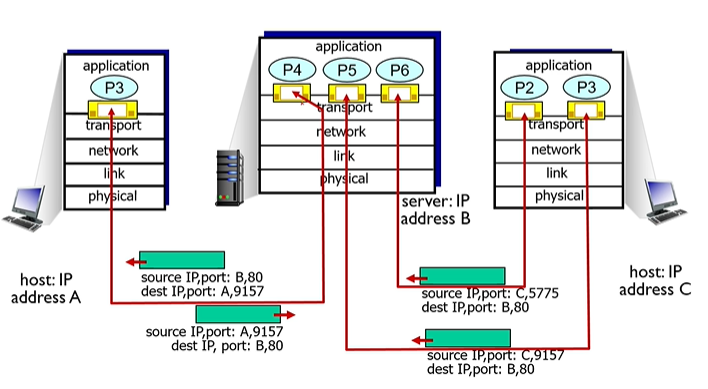 application
P3
transport
network
link
physical
host: IP
address A
application
P4 P5 P6
transport
network
link
physical
server: IP
address B
application
P2 P3
transport
network
link
physical
host: IP
address C
source IP,port: B,80
dest IP,port: A,9157
source IP,port: A,9157
dest IP, port: B,80
source IP,port: C,5775
dest IP,port: B,80
source IP,port: C,9157
dest IP,port: B,80